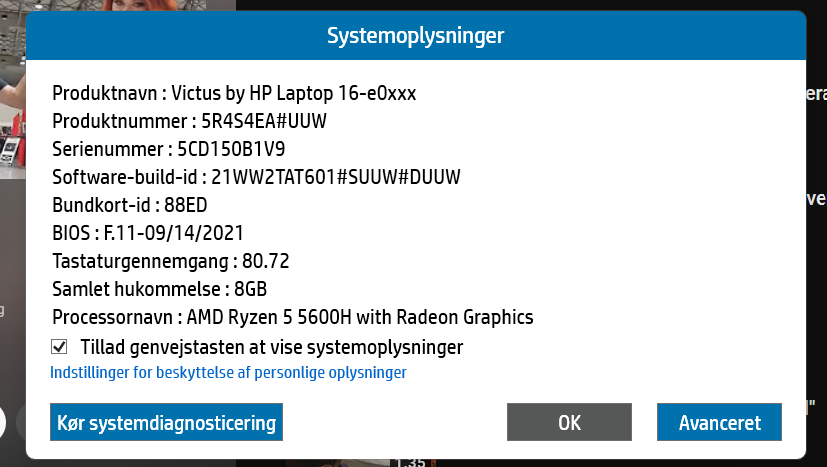 Systemoplysninger
Produktnavn : Victus by HP Laptop 16-e0xxx
Produktnummer : 5R4S4EA#UUW
Serienummer : 5CD150B1V9
Software-build-id : 21WW2TAT601#SUUW#DUUW
Bundkort-id : 88ED
BIOS : F.11-09/14/2021
Tastaturgennemgang : 80.72
Samlet hukommelse : 8GB
Processornavn : AMD Ryzen 5 5600H with Radeon Graphics
Tillad genvejstasten at vise systemoplysninger
Indstillinger for beskyttelse af personlige oplysninger
Kør systemdiagnosticering
OK
Avanceret